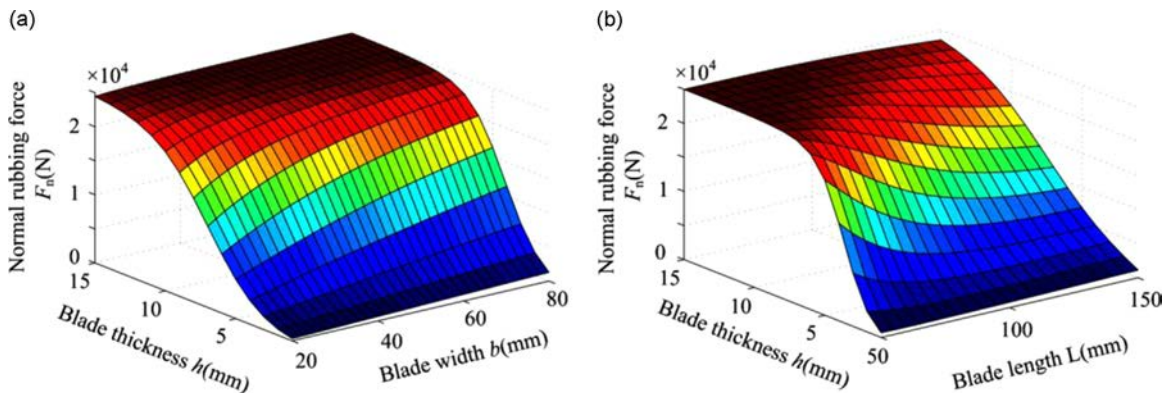 (a)
×10⁴
2
1
0
Normal rubbing force
Fₙ(N)
15
10
5
Blade thickness h(mm)
20
40
60
80
Blade width b(mm)
(b)
×10⁴
2
1
0
Normal rubbing force
Fₙ(N)
15
10
5
Blade thickness h(mm)
50
100
150
Blade length L(mm)